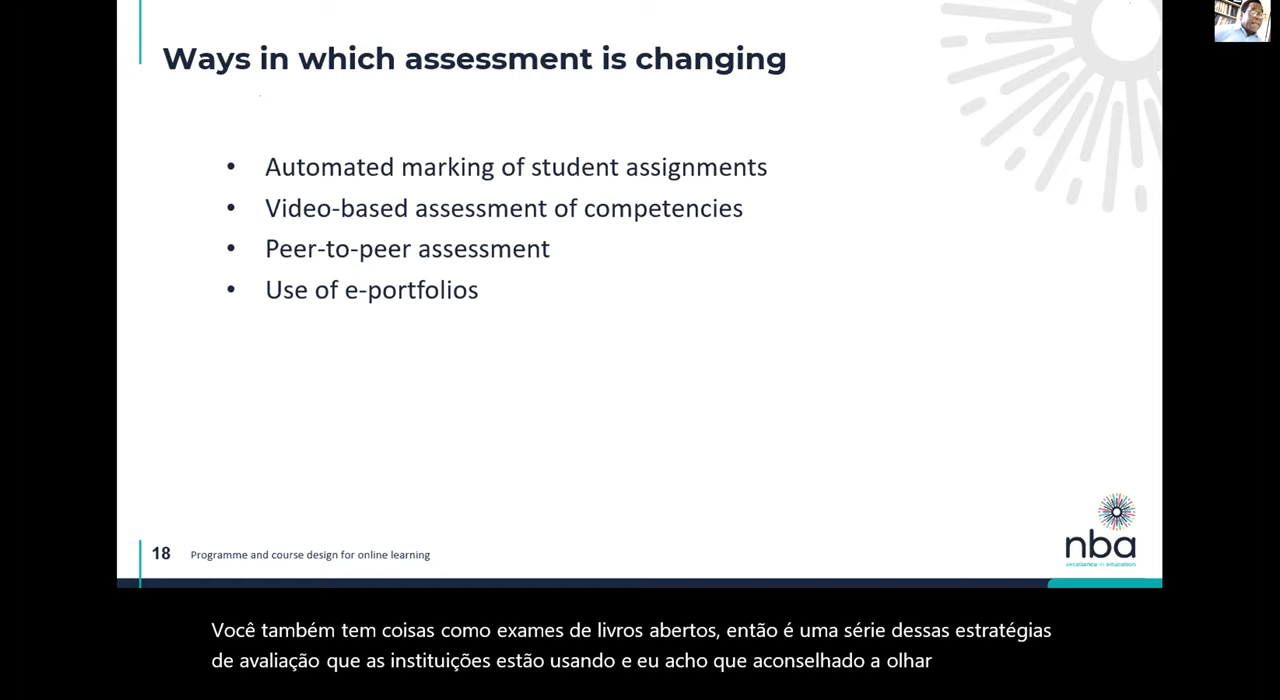 Ways in which assessment is changing
• Automated marking of student assignments
• Video-based assessment of competencies
• Peer-to-peer assessment
• Use of e-portfolios
18 Programme and course design for online learning
nba
excellence in education
Você também tem coisas como exames de livros abertos, então é uma série dessas estratégias
de avaliação que as instituições estão usando e eu acho que aconselhado a olhar